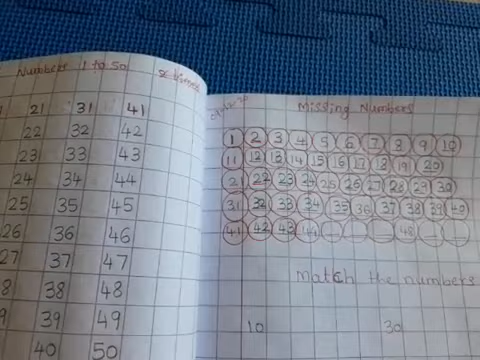 Numbers 1 to 50
21 31 41
22 32 42
23 33 43
24 34 44
25 35 45
26 36 46
27 37 47
8 38 48
9 39 49
40 50
Missing Numbers
1 2 3 4 5 6 7 8 9 10
11 12 13 14 15 16 17 18 19 20
21 22 23 24 25 26 27 28 29 30
31 32 33 34 35 36 37 38 39 40
41 42 43 44 _ _ _ 48 _ _
match the numbers
10 30